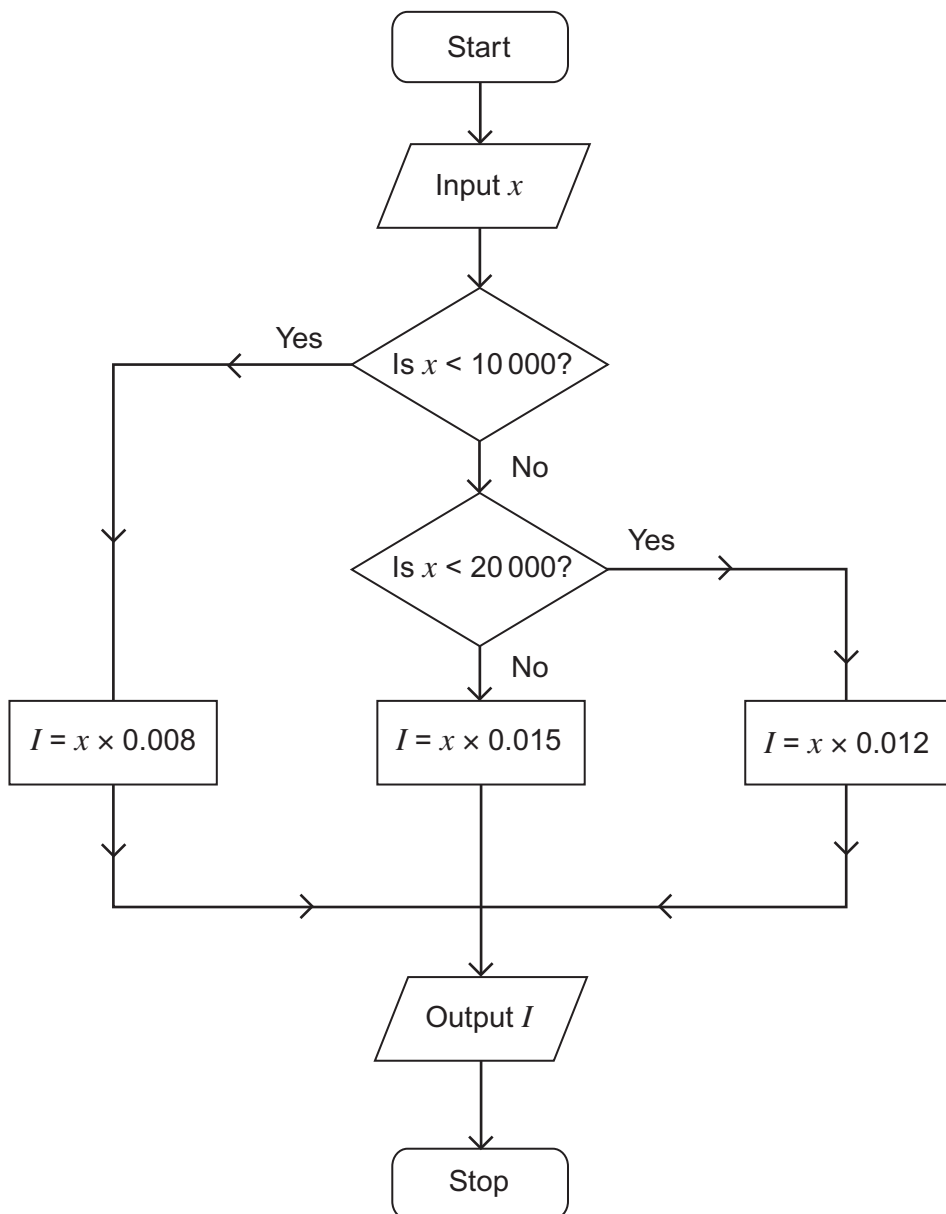 Start
Input x
Yes
Is x < 10 000?
No
Is x < 20 000?
Yes
No
I = x × 0.008
I = x × 0.015
I = x × 0.012
Output I
Stop